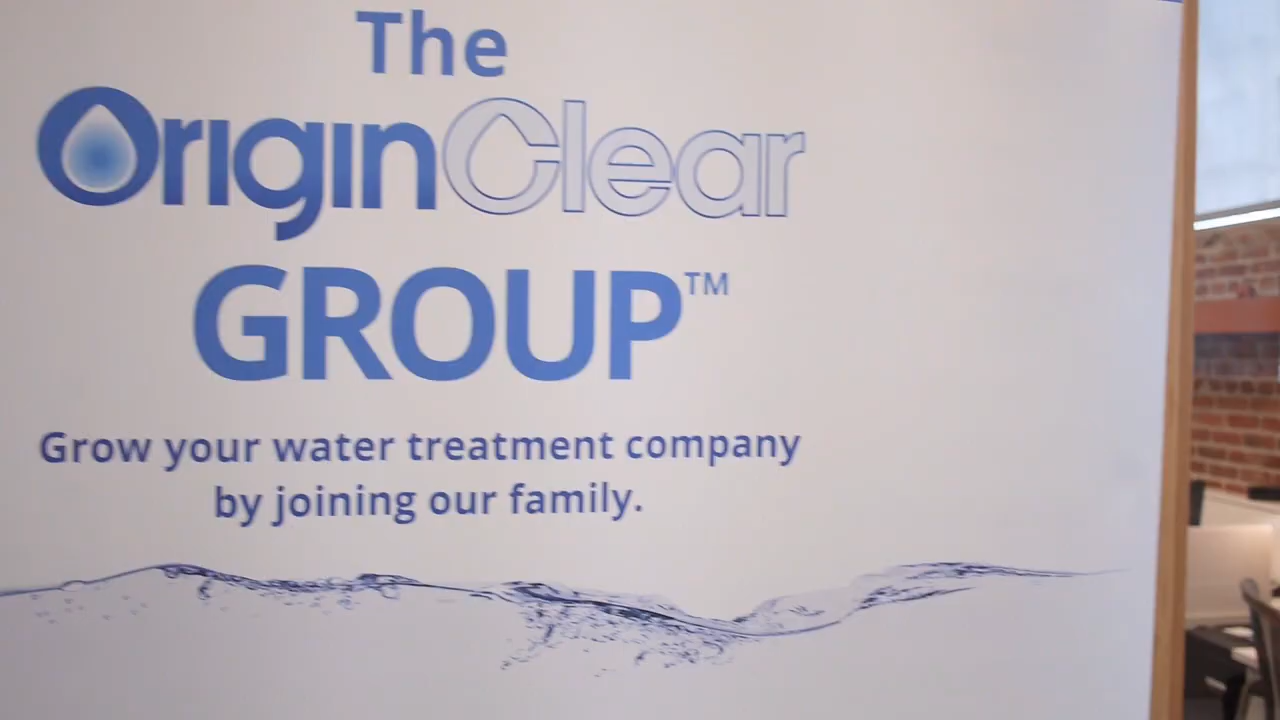 The
OriginClear
GROUP™
Grow your water treatment company
by joining our family.